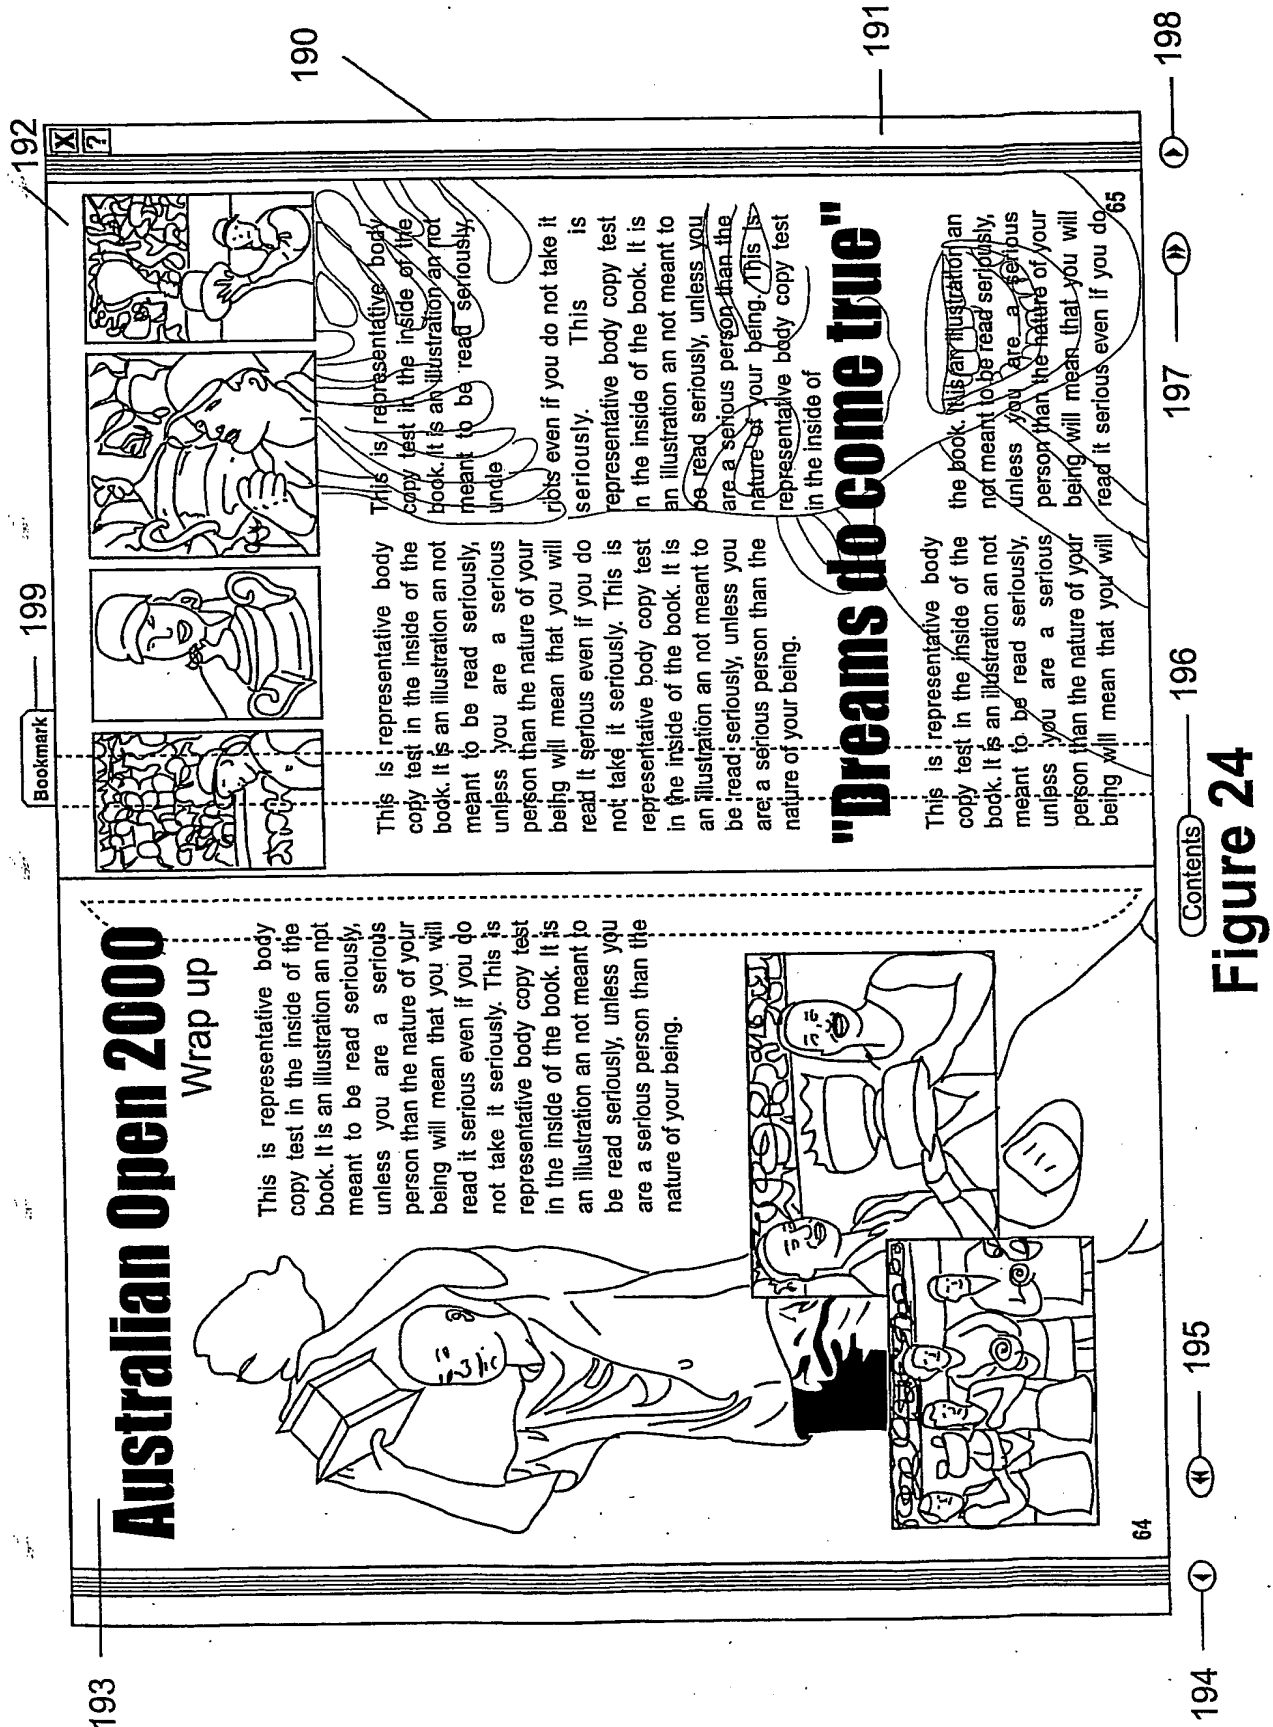 192
199
Bookmark
X
?
193
190
191
Australian Open 2000
Wrap up
This is representative body
copy test in the inside of the
book. It is an illustration an not
meant to be read seriously,
unless you are a serious
person than the nature of your
being will mean that you will
read it serious even if you do
not take it seriously. This is
representative body copy test
in the inside of the book. It is
an illustration an not meant to
be read seriously, unless you
are a serious person than the
nature of your being.
64
This is representative body
copy test in the inside of the
book. It is an illustration an not
meant to be read seriously,
unless you are a serious
person than the nature of your
being will mean that you will
read it serious even if you do
not take it seriously. This is
representative body copy test
in the inside of the book. It is
an illustration an not meant to
be read seriously, unless you
are a serious person than the
nature of your being.
This is representative body
copy test in the inside of the
book. It is an illustration an not
meant to be read seriously,
uncle
riots even if you do not take it
seriously. This is
representative body copy test
in the inside of the book. It is
an illustration an not meant to
be read seriously, unless you
are a serious person than the
nature of your being. This is
representative body copy test
in the inside of
"Dreams do come true"
This is representative body
copy test in the inside of the
book. It is an illustration an not
meant to be read seriously,
unless you are a serious
person than the nature of your
being will mean that you will
the book. It is an illustration an
not meant to be read seriously,
unless you are a serious
person than the nature of your
being will mean that you will
read it serious even if you do
65
194
195
Contents
196
197
198
Figure 24